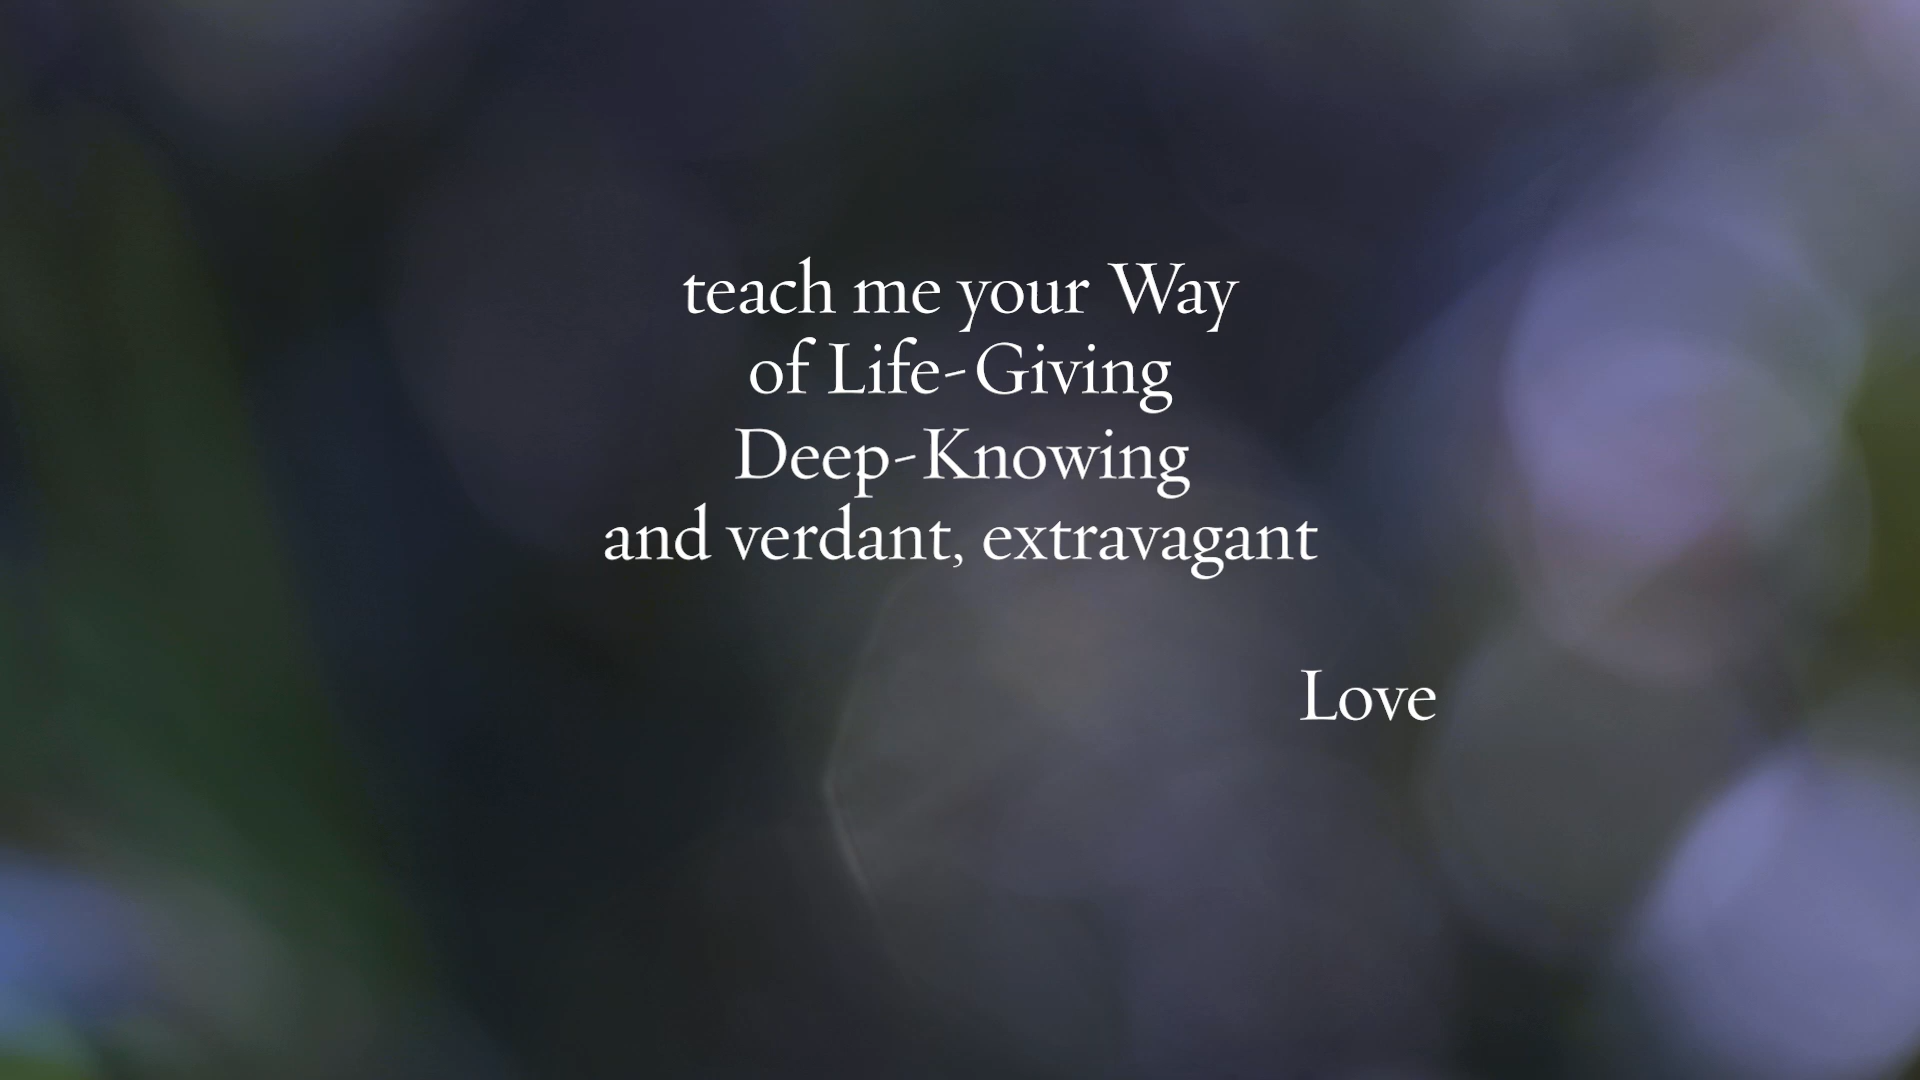 teach me your Way
of Life-Giving
Deep-Knowing
and verdant, extravagant
Love